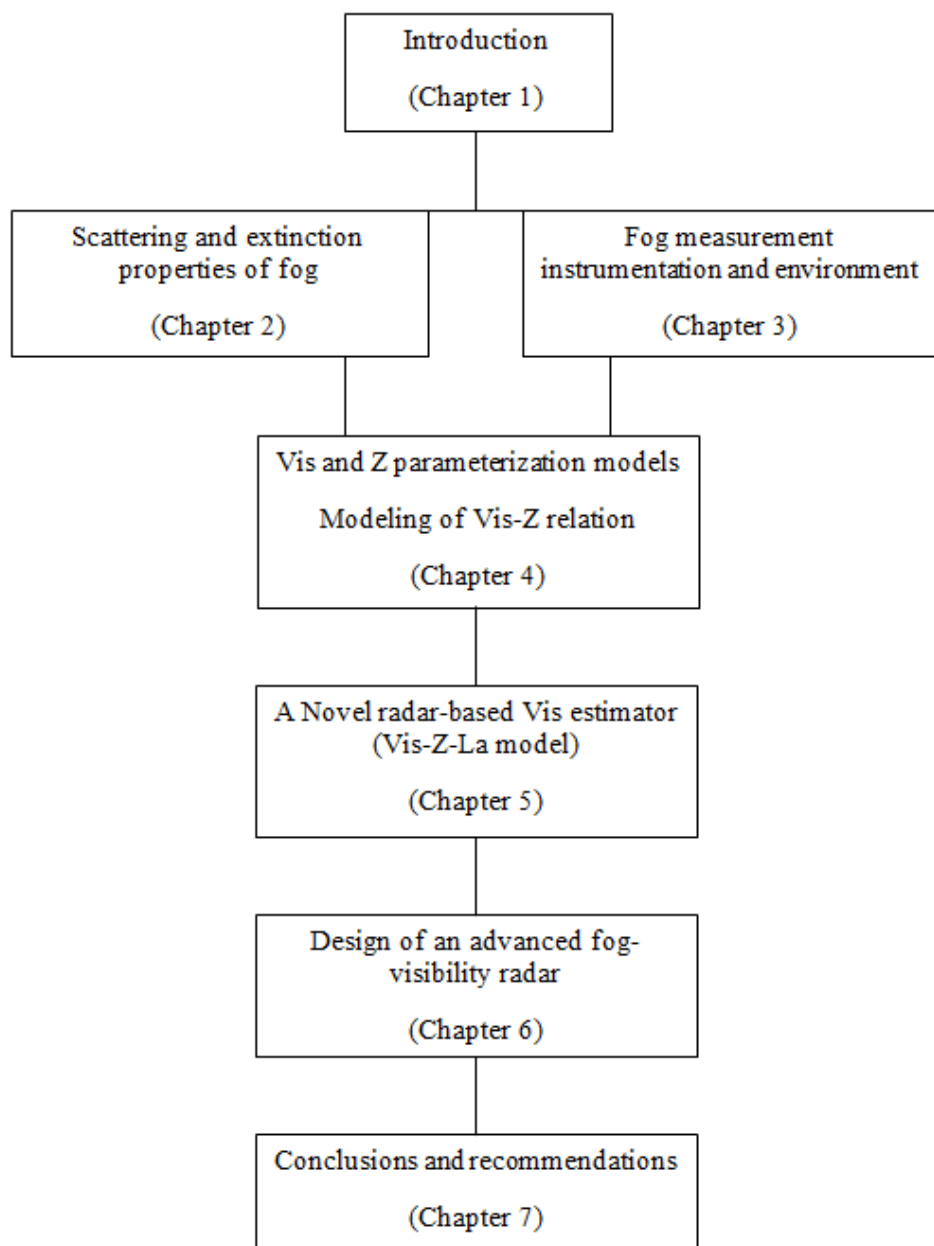 Introduction
(Chapter 1)
Scattering and extinction
properties of fog
(Chapter 2)
Fog measurement
instrumentation and environment
(Chapter 3)
Vis and Z parameterization models
Modeling of Vis-Z relation
(Chapter 4)
A Novel radar-based Vis estimator
(Vis-Z-La model)
(Chapter 5)
Design of an advanced fog-
visibility radar
(Chapter 6)
Conclusions and recommendations
(Chapter 7)